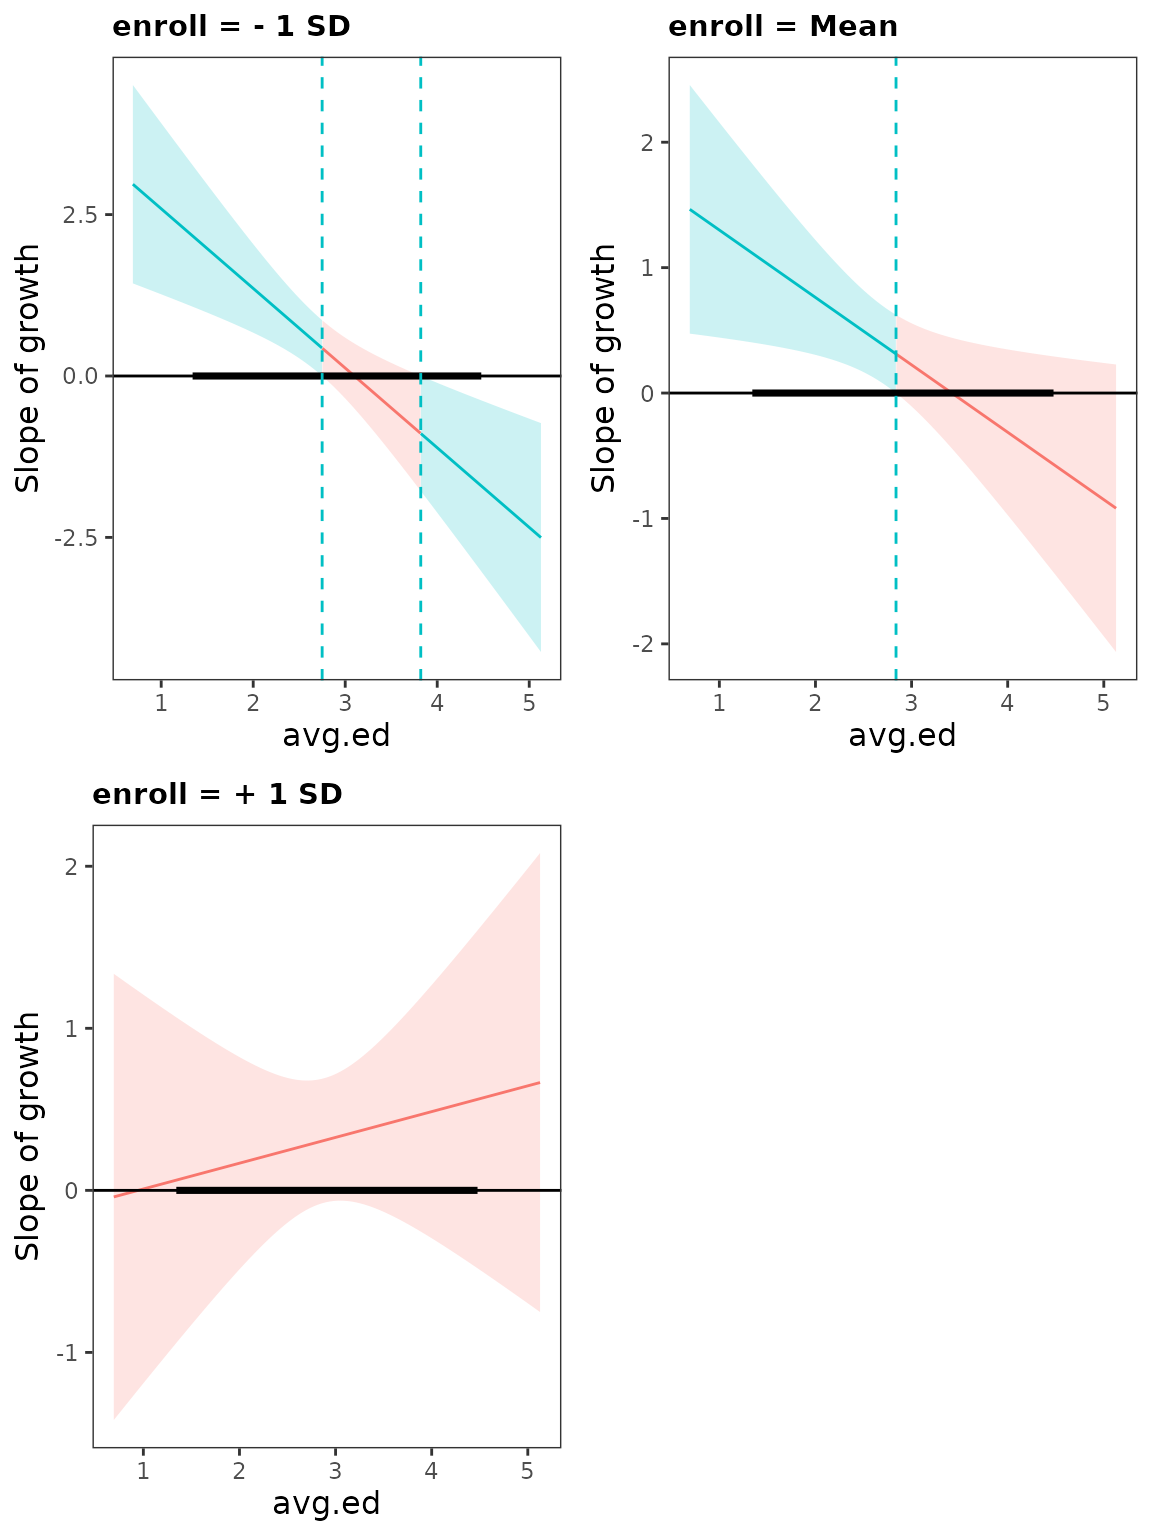 enroll = - 1 SD
Slope of growth
2.5
0.0
-2.5
1 2 3 4 5
avg.ed
enroll = Mean
Slope of growth
2
1
0
-1
-2
1 2 3 4 5
avg.ed
enroll = + 1 SD
Slope of growth
2
1
0
-1
1 2 3 4 5
avg.ed